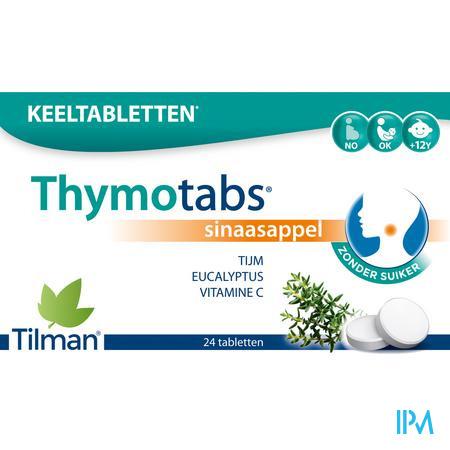 KEELTABLETTEN*
NO
OK
+12Y
Thymotabs®
sinaasappel
TIJM
EUCALYPTUS
VITAMINE C
ZONDER SUIKER
Tilman®
24 tabletten
IPM